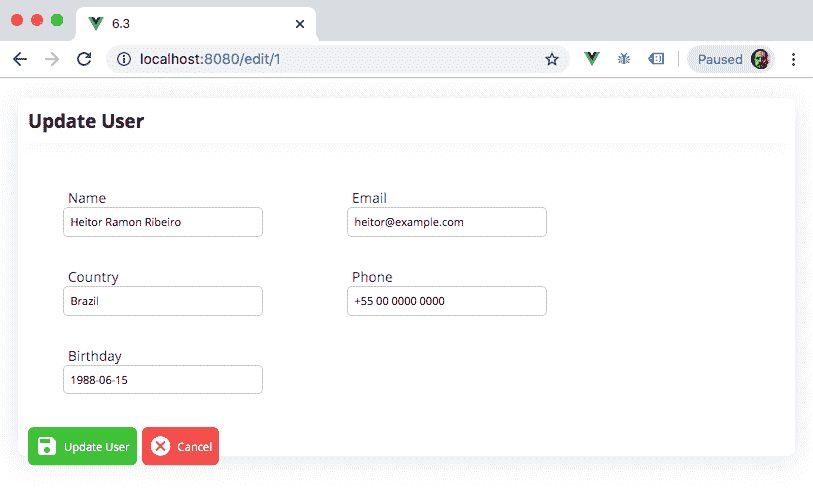 6.3
localhost:8080/edit/1
Paused
Update User
Name
Email
Heitor Ramon Ribeiro
heitor@example.com
Country
Phone
Brazil
+55 00 0000 0000
Birthday
1988-06-15
Update User
Cancel